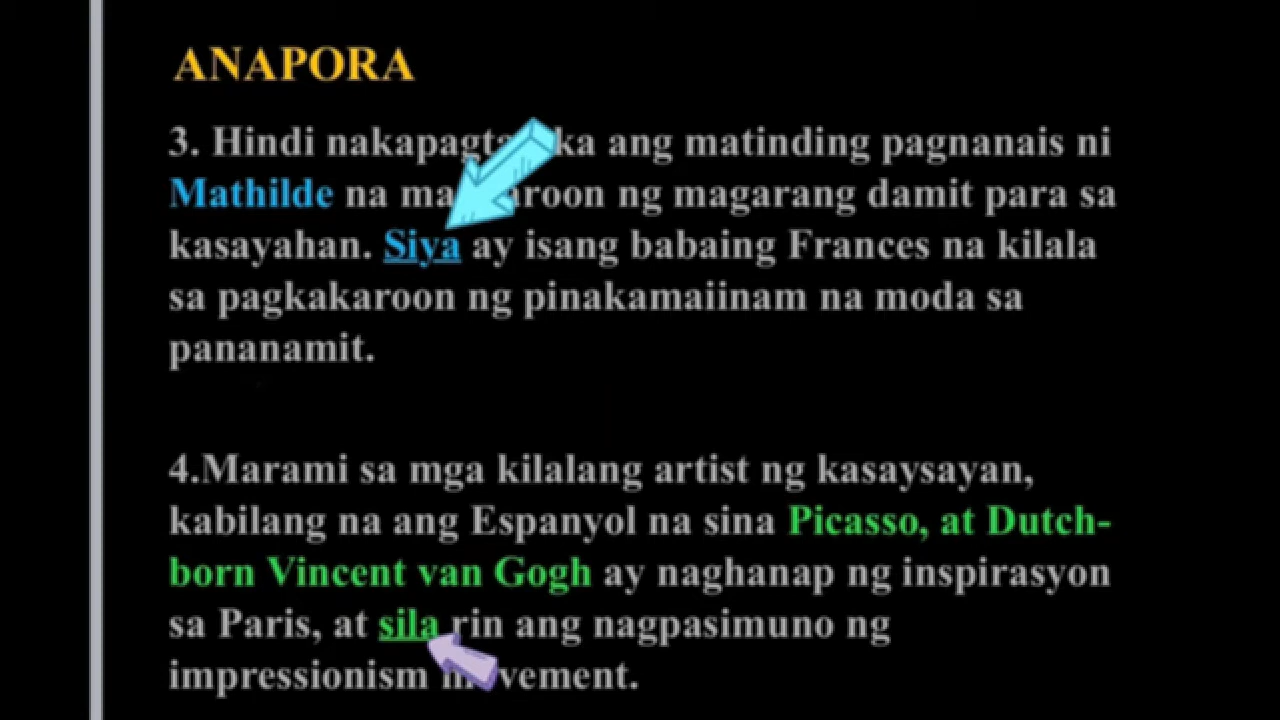 ANAPORA
3. Hindi ang matinding pagnanais ni
Mathilde na ng magarang damit para sa
kasayahan. Siya ay isang babaing Frances na kilala
sa pagkakaroon ng pinakamaiinam na moda sa
pananamit.
4.Marami sa mga kilalang artist ng kasaysayan,
kabilang na ang Espanyol na sina Picasso, at Dutch-
born Vincent van Gogh ay naghanap ng inspirasyon
sa Paris, at sila rin ang nagpasimuno ng
impressionism movement.